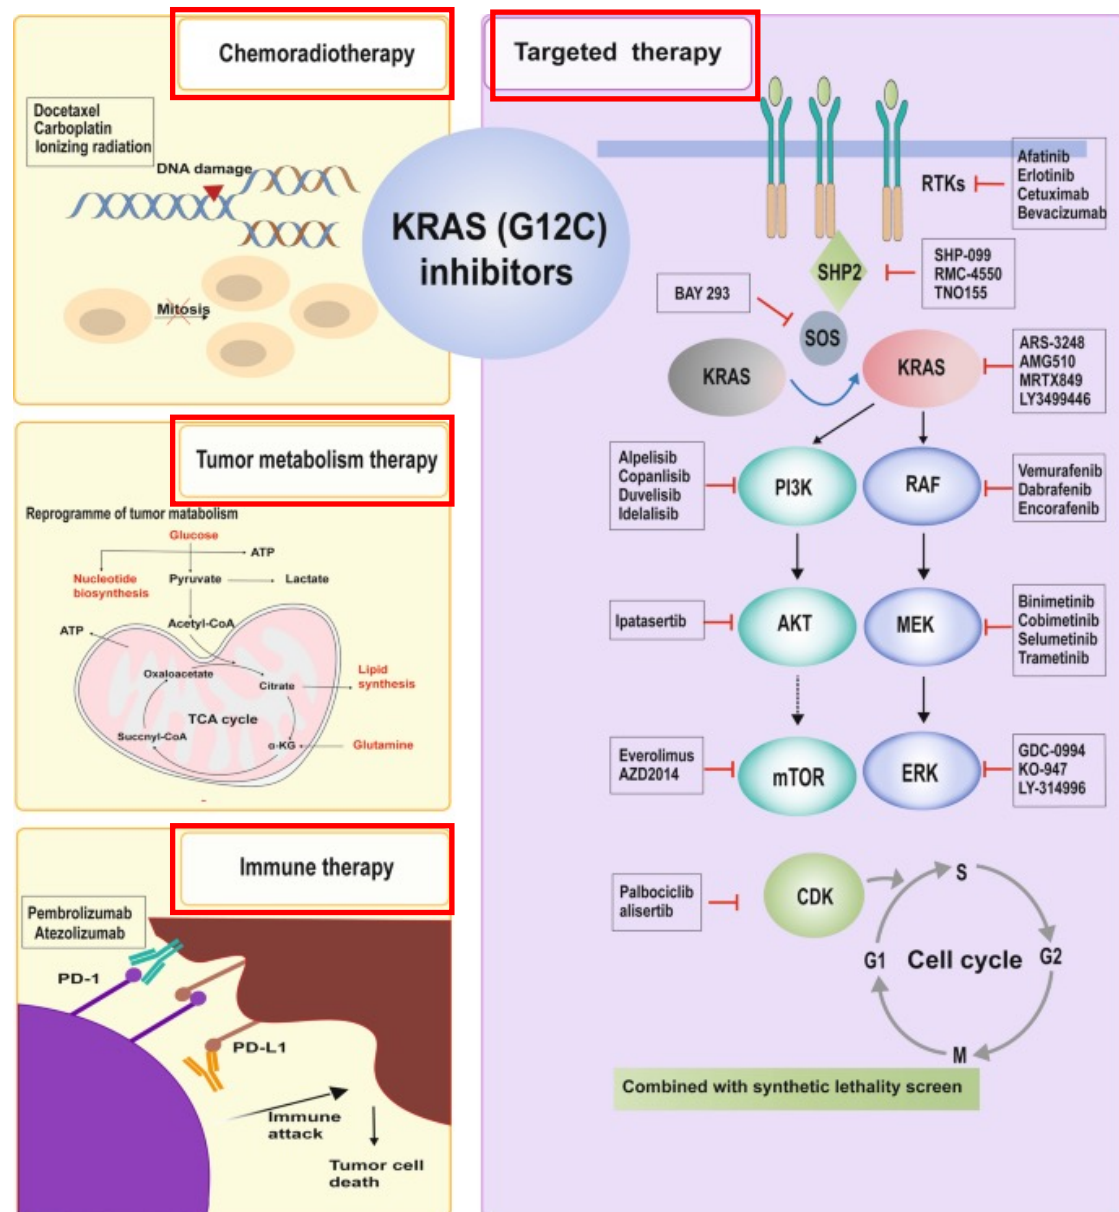 Chemoradiotherapy
Docetaxel
Carboplatin
Ionizing radiation
DNA damage
Mitosis
KRAS (G12C)
inhibitors
Tumor metabolism therapy
Reprogramme of tumor matabolism
Glucose
ATP
Nucleotide
biosynthesis
Pyruvate
Lactate
Acetyl-CoA
ATP
Oxaloacetate
Citrate
Lipid
synthesis
TCA cycle
Succnyl-CoA
α-KG
Glutamine
Immune therapy
Pembrolizumab
Atezolizumab
PD-1
PD-L1
Immune
attack
Tumor cell
death
Targeted therapy
RTKs
Afatinib
Erlotinib
Cetuximab
Bevacizumab
SHP2
SHP-099
RMC-4550
TNO155
BAY 293
SOS
KRAS
KRAS
ARS-3248
AMG510
MRTX849
LY3499446
Alpelisib
Copanlisib
Duvelisib
Idelalisib
PI3K
RAF
Vemurafenib
Dabrafenib
Encorafenib
Ipatasertib
AKT
MEK
Binimetinib
Cobimetinib
Selumetinib
Trametinib
Everolimus
AZD2014
mTOR
ERK
GDC-0994
KO-947
LY-314996
Palbociclib
alisertib
CDK
S
G1
Cell cycle
G2
M
Combined with synthetic lethality screen